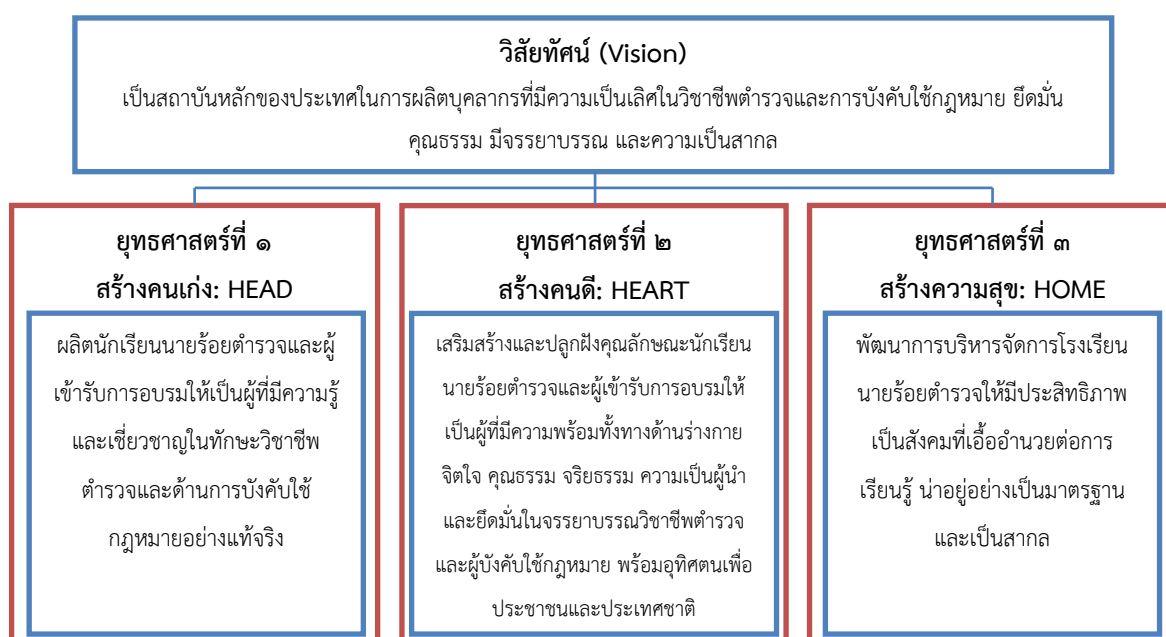 วิสัยทัศน์ (Vision)
เป็นสถาบันหลักของประเทศในการผลิตบุคลากรที่มีความเป็นเลิศในวิชาชีพตำรวจและการบังคับใช้กฎหมาย ยึดมั่น
คุณธรรม มีจรรยาบรรณ และความเป็นสากล
ยุทธศาสตร์ที่ ๑
สร้างคนเก่ง: HEAD
ผลิตนักเรียนนายร้อยตำรวจและผู้
เข้ารับการอบรมให้เป็นผู้ที่มีความรู้
และเชี่ยวชาญในทักษะวิชาชีพ
ตำรวจและด้านการบังคับใช้
กฎหมายอย่างแท้จริง
ยุทธศาสตร์ที่ ๒
สร้างคนดี: HEART
เสริมสร้างและปลูกฝังคุณลักษณะนักเรียน
นายร้อยตำรวจและผู้เข้ารับการอบรมให้
เป็นผู้ที่มีความพร้อมทั้งทางด้านร่างกาย
จิตใจ คุณธรรม จริยธรรม ความเป็นผู้นำ
และยึดมั่นในจรรยาบรรณวิชาชีพตำรวจ
และผู้บังคับใช้กฎหมาย พร้อมอุทิศตนเพื่อ
ประชาชนและประเทศชาติ
ยุทธศาสตร์ที่ ๓
สร้างความสุข: HOME
พัฒนาการบริหารจัดการโรงเรียน
นายร้อยตำรวจให้มีประสิทธิภาพ
เป็นสังคมที่เอื้ออำนวยต่อการ
เรียนรู้ น่าอยู่อย่างเป็นมาตรฐาน
และเป็นสากล